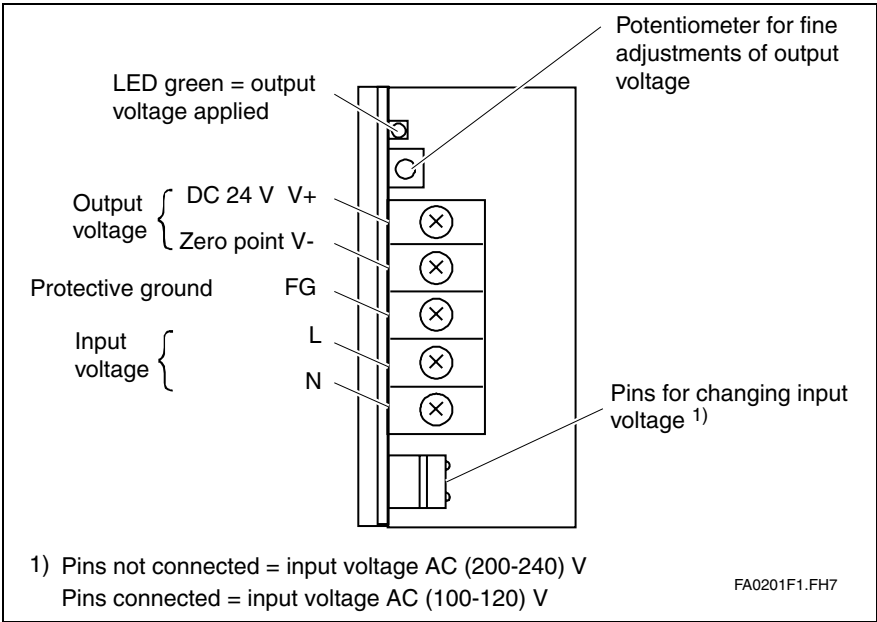 Potentiometer for fine
adjustments of output
voltage
LED green = output
voltage applied
Output
voltage
DC 24 V V+
Zero point V-
Protective ground FG
Input
voltage
L
N
Pins for changing input
voltage 1)
1) Pins not connected = input voltage AC (200-240) V
Pins connected = input voltage AC (100-120) V
FA0201F1.FH7